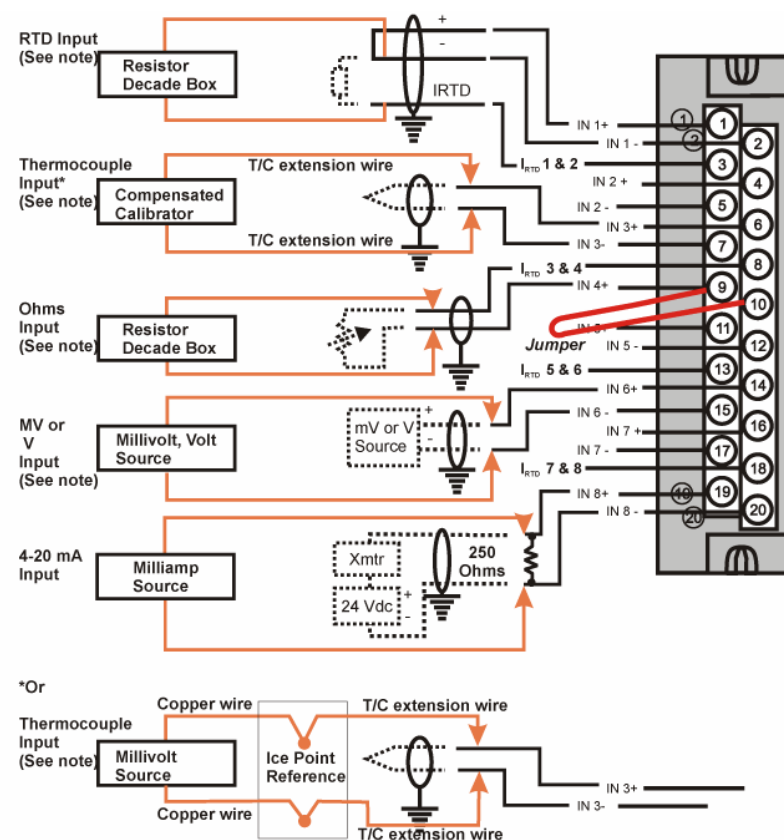 RTD Input
(See note)
Resistor
Decade Box
+
-
IRTD
IN 1+
IN 1 -
IRTD 1 & 2
IN 2 +
IN 2 -
IN 3+
IN 3-
IRTD 3 & 4
IN 4+
IN 5 -
IRTD 5 & 6
IN 6+
IN 6 -
IN 7 +
IN 7 -
IRTD 7 & 8
IN 8+
IN 8 -
1
2
19
20
1
2
3
4
5
6
7
8
9
10
11
12
13
14
15
16
17
18
19
20
Jumper
Thermocouple
Input*
(See note)
Compensated
Calibrator
T/C extension wire
T/C extension wire
Ohms
Input
(See note)
Resistor
Decade Box
MV or
V
Input
(See note)
Millivolt, Volt
Source
mV or V
Source
+
-
4-20 mA
Input
Milliamp
Source
Xmtr
24 Vdc
+
-
250
Ohms
*Or
Thermocouple
Input
(See note)
Millivolt
Source
Copper wire
Copper wire
Ice Point
Reference
T/C extension wire
T/C extension wire
IN 3+
IN 3-